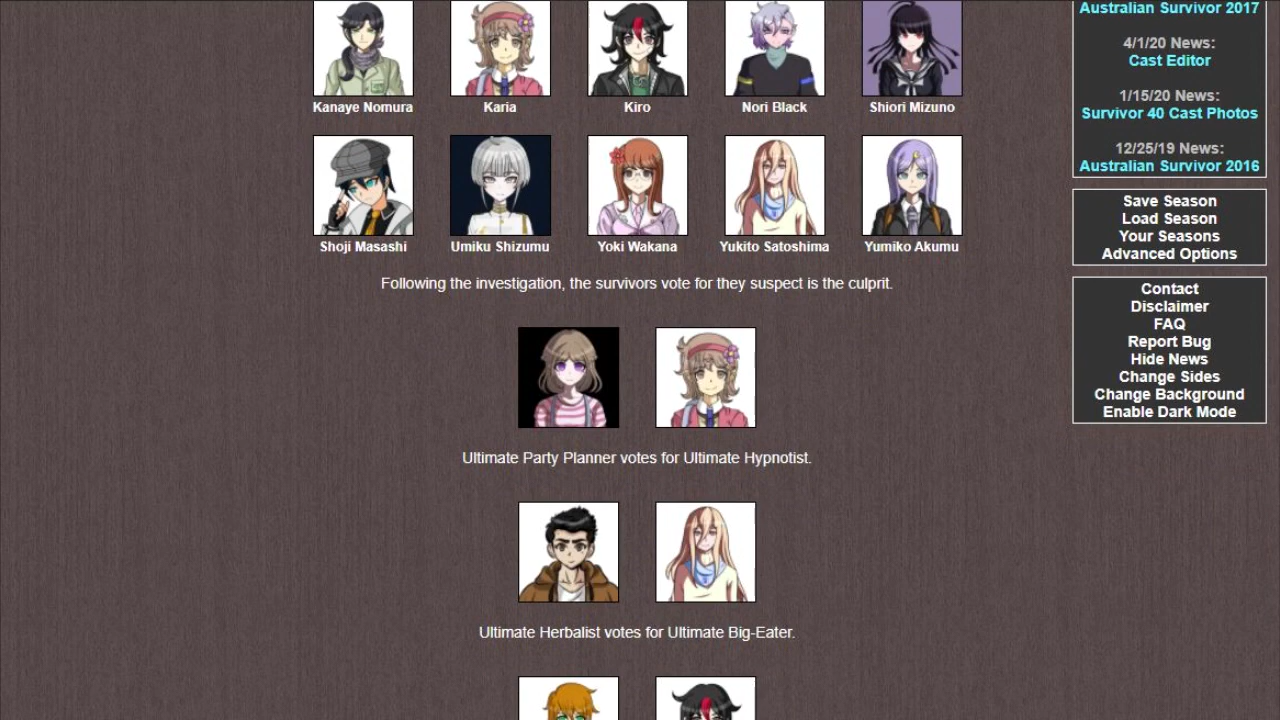 Kanaye Nomura
Karia
Kiro
Nori Black
Shiori Mizuno
Shoji Masashi
Umiku Shizumu
Yoki Wakana
Yukito Satoshima
Yumiko Akumu
Following the investigation, the survivors vote for they suspect is the culprit.
Ultimate Party Planner votes for Ultimate Hypnotist.
Ultimate Herbalist votes for Ultimate Big-Eater.
Australian Survivor 2017
4/1/20 News:
Cast Editor
1/15/20 News:
Survivor 40 Cast Photos
12/25/19 News:
Australian Survivor 2016
Save Season
Load Season
Your Seasons
Advanced Options
Contact
Disclaimer
FAQ
Report Bug
Hide News
Change Sides
Change Background
Enable Dark Mode